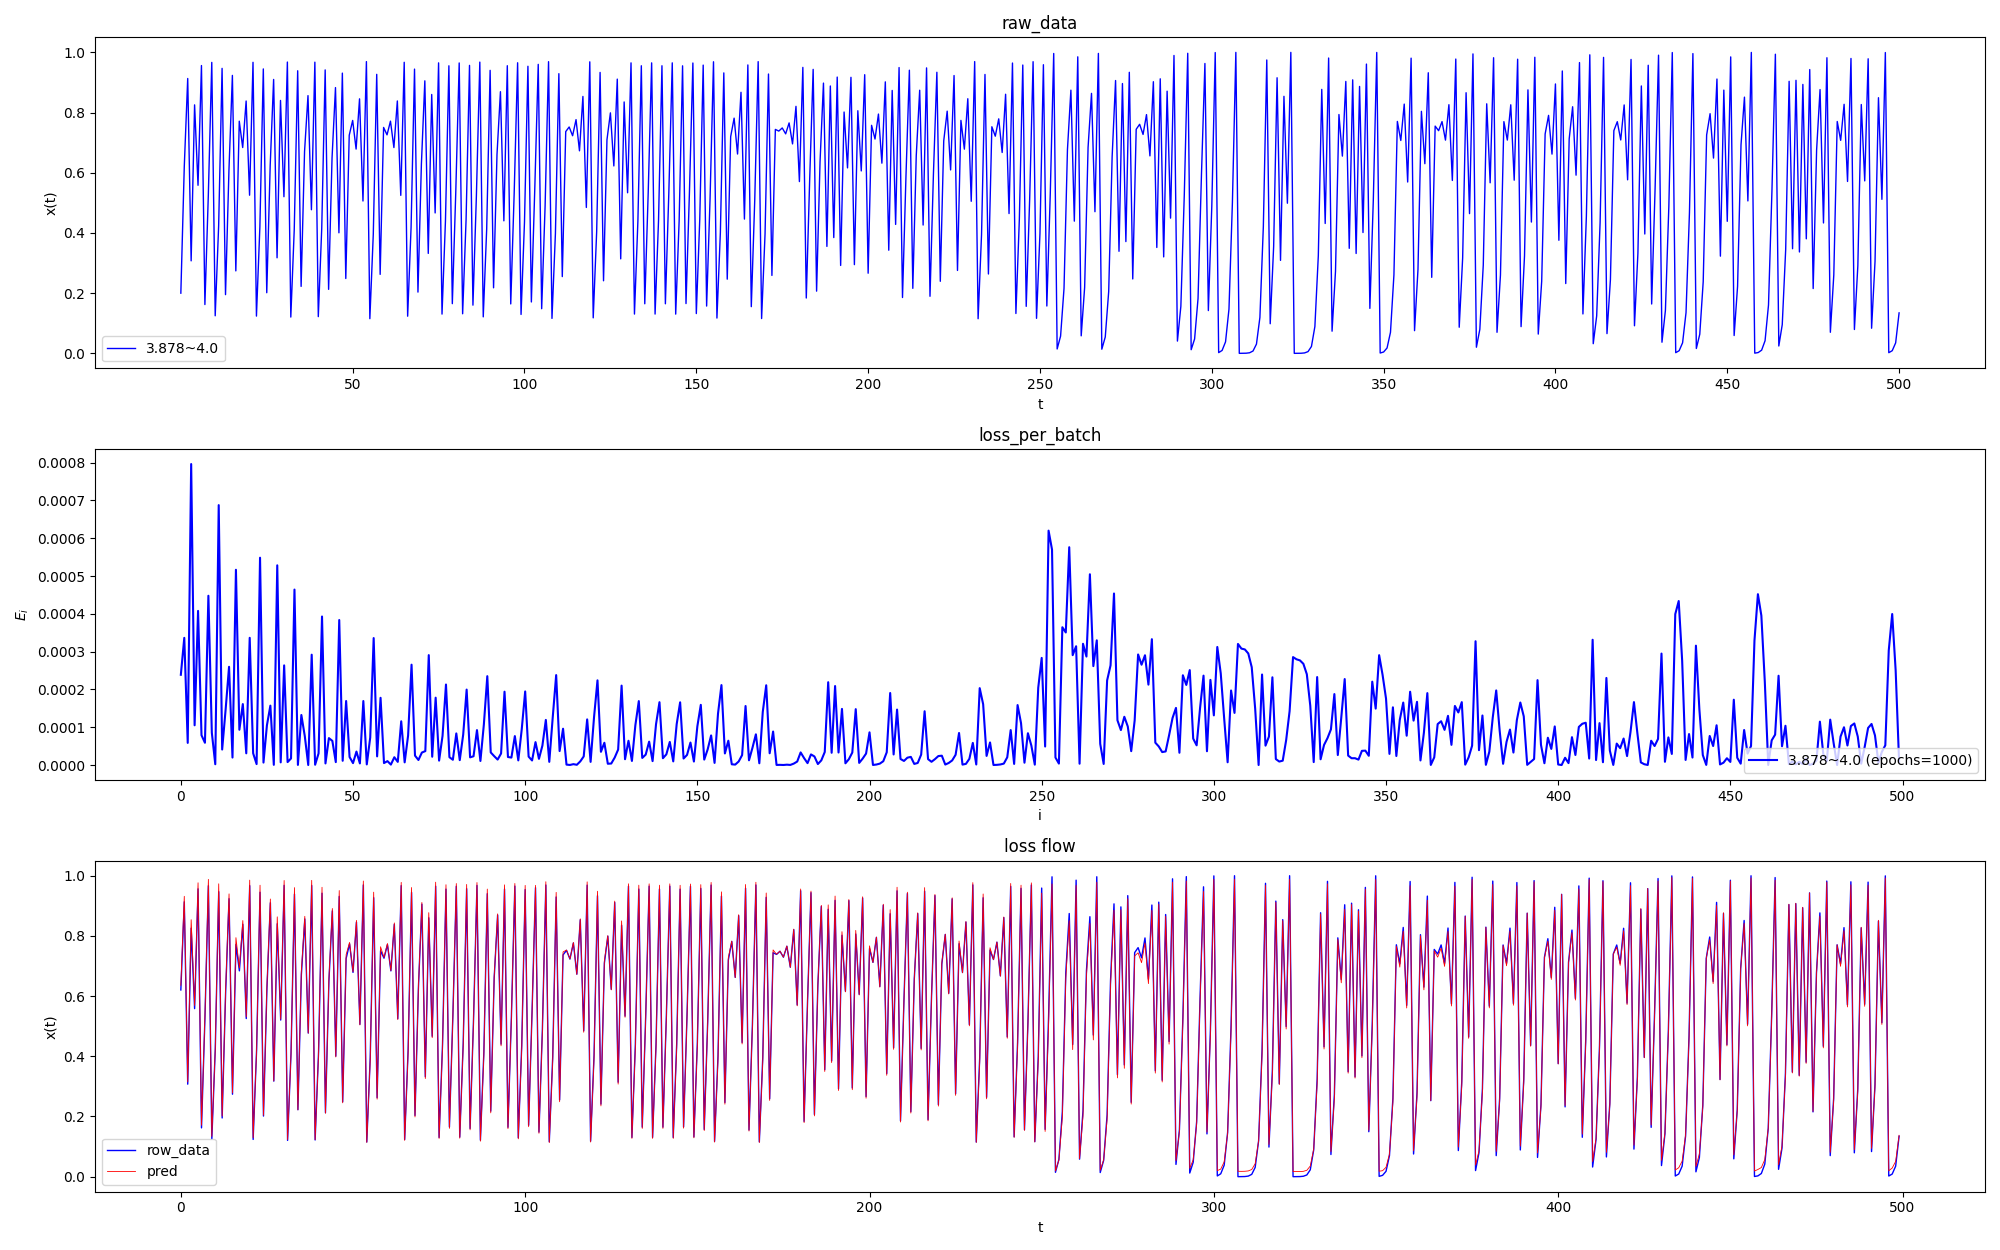 raw_data
1.0
0.8
0.6
0.4
0.2
0.0
x(t)
3.878~4.0
50 100 150 200 250 300 350 400 450 500
t
loss_per_batch
0.0008
0.0007
0.0006
0.0005
0.0004
0.0003
0.0002
0.0001
0.0000
E_i
3.878~4.0 (epochs=1000)
0 50 100 150 200 250 300 350 400 450 500
i
loss flow
1.0
0.8
0.6
0.4
0.2
0.0
x(t)
row_data
pred
0 100 200 300 400 500
t